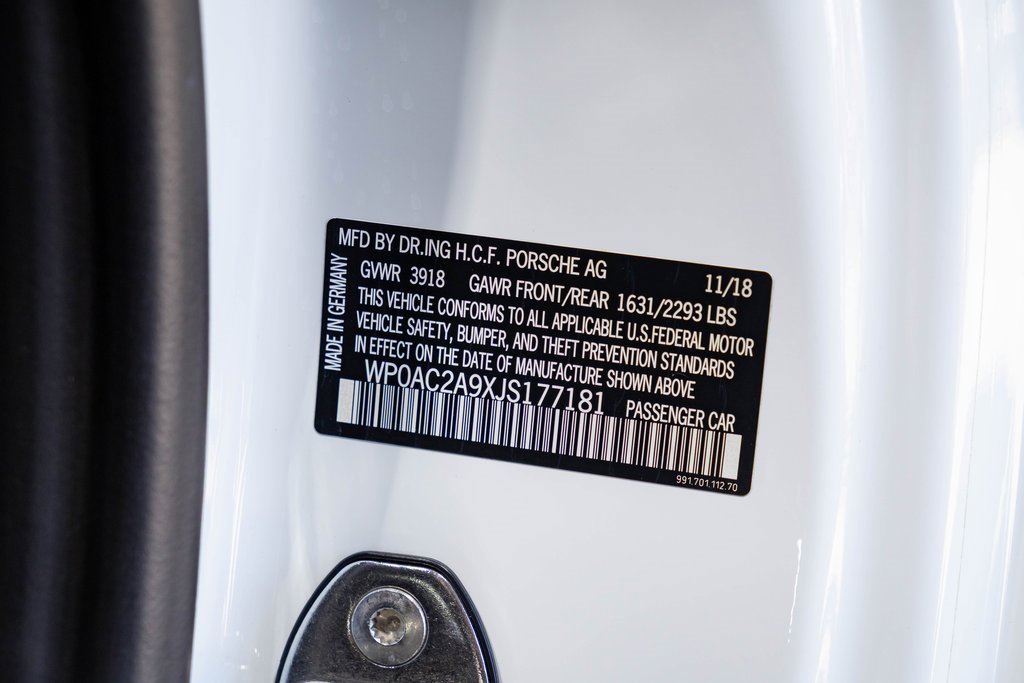 MFD BY DR.ING H.C.F. PORSCHE AG 11/18
GVWR 3918 GAWR FRONT/REAR 1631/2293 LBS
THIS VEHICLE CONFORMS TO ALL APPLICABLE U.S.FEDERAL MOTOR
VEHICLE SAFETY, BUMPER, AND THEFT PREVENTION STANDARDS
IN EFFECT ON THE DATE OF MANUFACTURE SHOWN ABOVE
WP0AC2A9XJS177181 PASSENGER CAR
991.701.112.70
MADE IN GERMANY